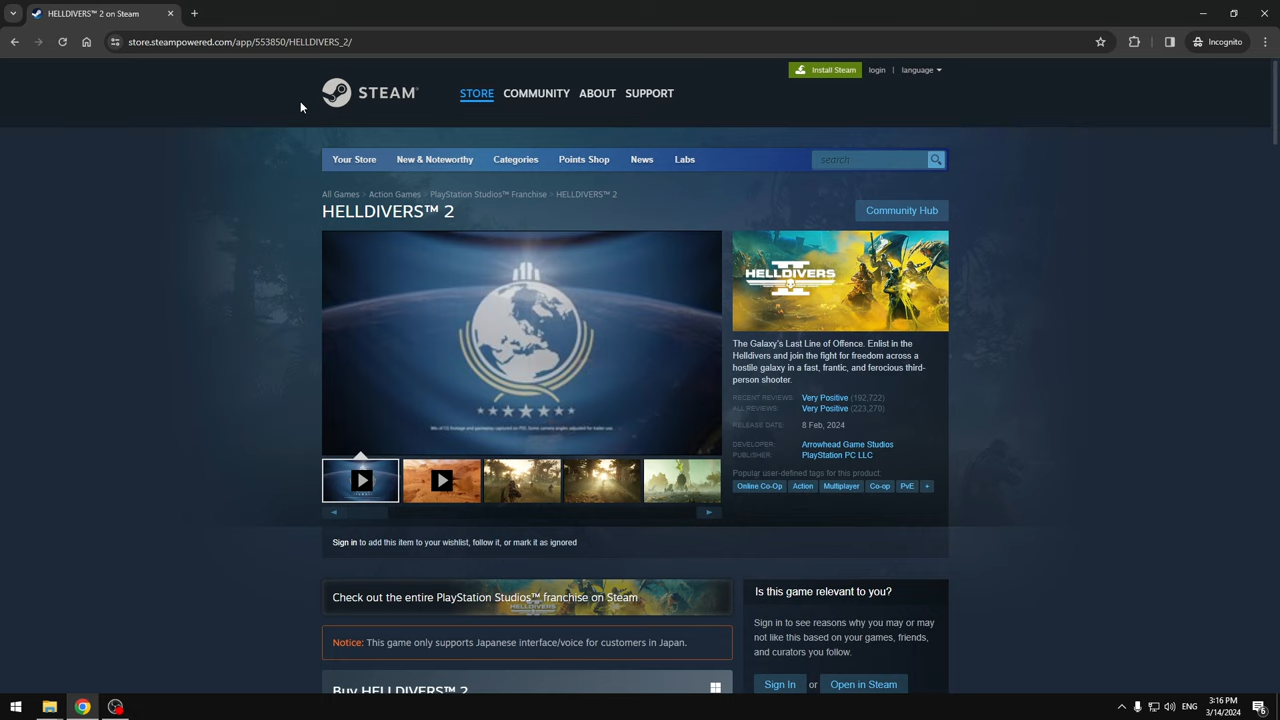 HELLDIVERS™ 2 on Steam
store.steampowered.com/app/553850/HELLDIVERS_2/
Incognito
Install Steam
login | language
STEAM®
STORE COMMUNITY ABOUT SUPPORT
Your Store New & Noteworthy Categories Points Shop News Labs
search
All Games > Action Games > PlayStation Studios™ Franchise > HELLDIVERS™ 2
HELLDIVERS™ 2
Community Hub
HELLDIVERS
II
The Galaxy's Last Line of Offence. Enlist in the
Helldivers and join the fight for freedom across a
hostile galaxy in a fast, frantic, and ferocious third-
person shooter.
RECENT REVIEWS: Very Positive (192,722)
ALL REVIEWS: Very Positive (223,270)
RELEASE DATE: 8 Feb, 2024
DEVELOPER: Arrowhead Game Studios
PUBLISHER: PlayStation PC LLC
Popular user-defined tags for this product:
Online Co-Op Action Multiplayer Co-op PvE +
Sign in to add this item to your wishlist, follow it, or mark it as ignored
Check out the entire PlayStation Studios™ franchise on Steam
Notice: This game only supports Japanese interface/voice for customers in Japan.
Buy HELLDIVERS™ 2
Is this game relevant to you?
Sign in to see reasons why you may or may
not like this based on your games, friends,
and curators you follow.
Sign In or Open in Steam
ENG
3:16 PM
3/14/2024